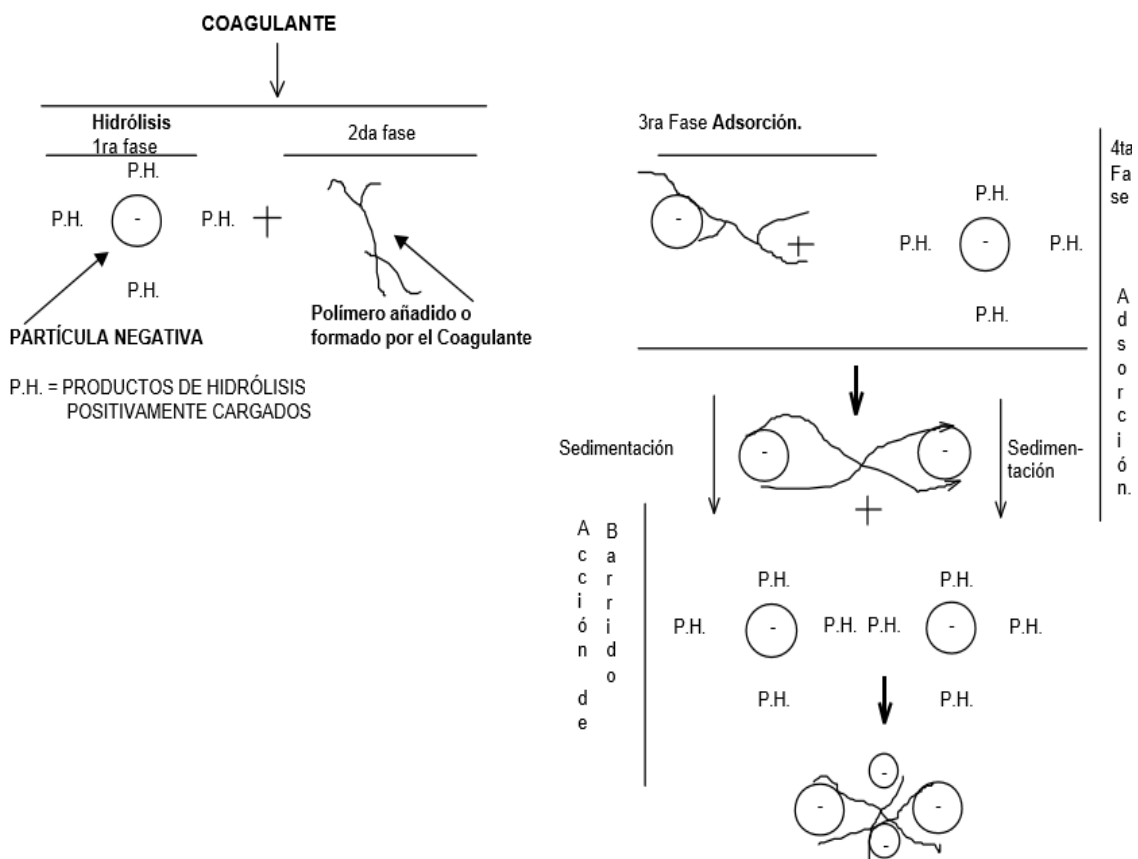 COAGULANTE
Hidrólisis
1ra fase
2da fase
P.H.
P.H.
-
P.H.
P.H.
PARTÍCULA NEGATIVA
Polímero añadido o
formado por el Coagulante
P.H. = PRODUCTOS DE HIDRÓLISIS
POSITIVAMENTE CARGADOS
3ra Fase Adsorción.
-
P.H.
P.H.
-
P.H.
P.H.
4ta
Fa
se
A
d
s
o
r
c
i
ó
n.
Sedimentación
-
-
Sedimen-
tación
A
c
c
i
ó
n
d
e
B
a
r
r
i
d
o
P.H.
P.H.
P.H.
-
P.H.
P.H.
-
P.H.
P.H.
P.H.
-
-
-
-